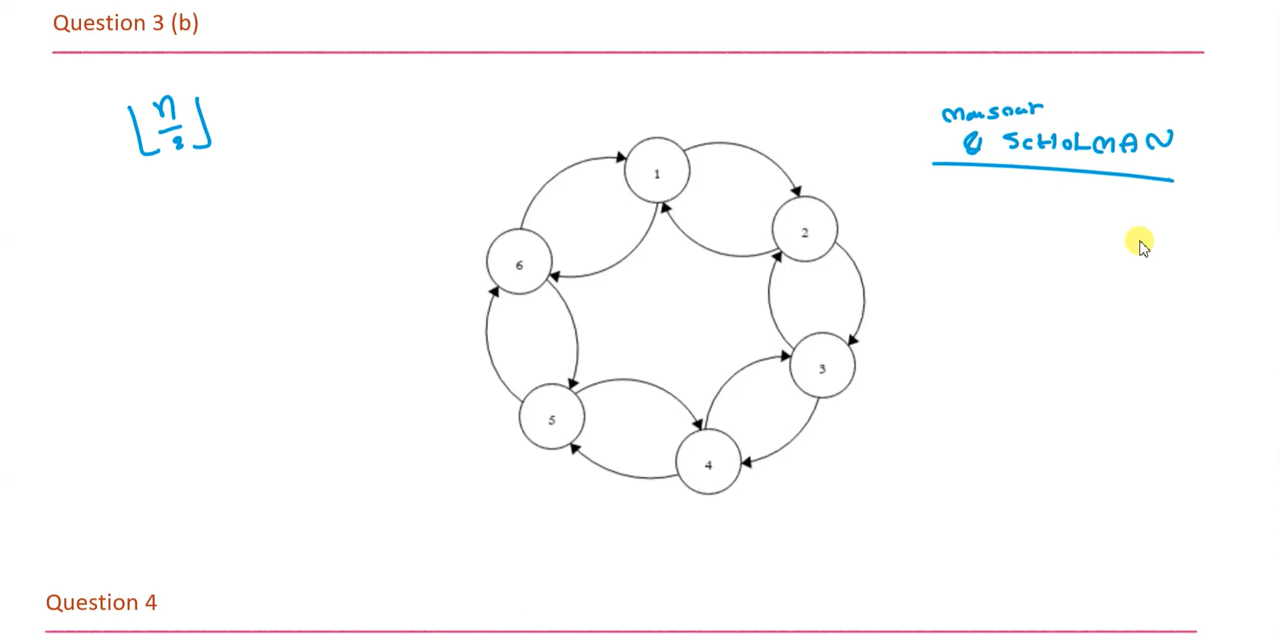 Question 3 (b)
⌊n/2⌋
Mansour
& SCHOLMAN
1
2
6
3
5
4
Question 4